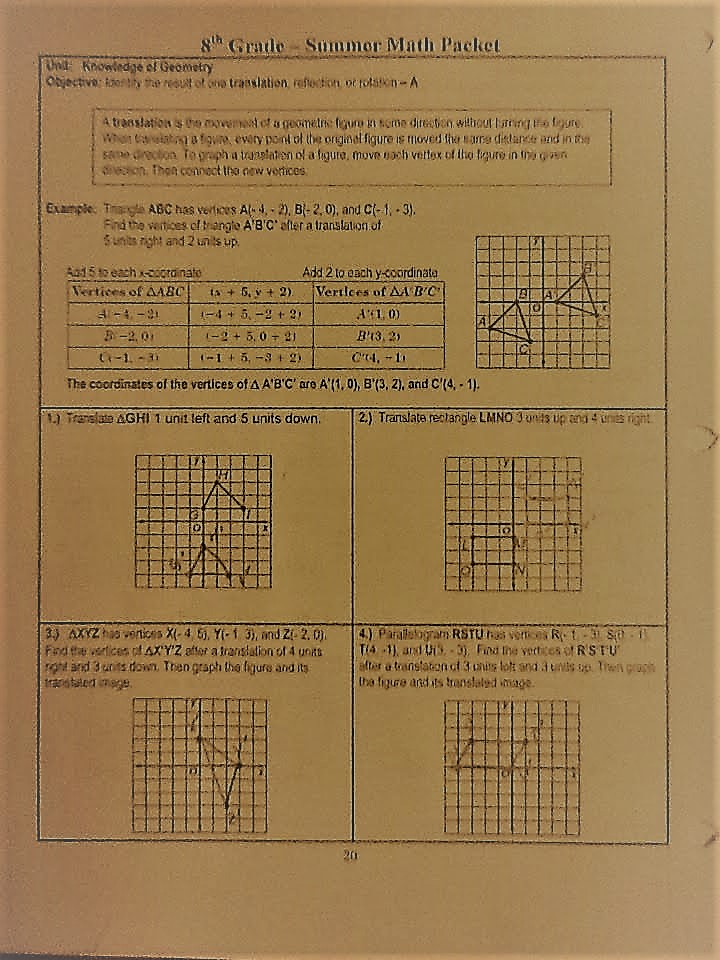 8th Grade – Summer Math Packet
Unit: Knowledge of Geometry
Objective: Identify the result of one translation, reflection, or rotation – A
A translation is the movement of a geometric figure in some direction without turning the figure.
When translating a figure, every point of the original figure is moved the same distance and in the
same direction. To graph a translation of a figure, move each vertex of the figure in the given
direction. Then connect the new vertices.
Example: Triangle ABC has vertices A(- 4, - 2), B(- 2, 0), and C(- 1, - 3).
Find the vertices of triangle A'B'C' after a translation of
5 units right and 2 units up.
Add 5 to each x-coordinate Add 2 to each y-coordinate
Vertices of ΔABC (x + 5, y + 2) Vertices of ΔA'B'C'
A(−4, −2) (−4 + 5, −2 + 2) A'(1, 0)
B(−2, 0) (−2 + 5, 0 + 2) B'(3, 2)
C(−1, −3) (−1 + 5, −3 + 2) C'(4, −1)
y
B
B A'
O x
A C
C
The coordinates of the vertices of Δ A'B'C' are A'(1, 0), B'(3, 2), and C'(4, - 1).
1.) Translate ΔGHI 1 unit left and 5 units down.
y
H
G I
O x
2.) Translate rectangle LMNO 3 units up and 4 units right.
y
O x
L M
O N
3.) ΔXYZ has vertices X(- 4, 5), Y(- 1, 3), and Z(- 2, 0).
Find the vertices of ΔX'Y'Z after a translation of 4 units
right and 3 units down. Then graph the figure and its
translated image.
y
O x
4.) Parallelogram RSTU has vertices R(- 1, - 3), S(0, - 1),
T(4, -1), and U(3, - 3). Find the vertices of R'S'T'U'
after a translation of 3 units left and 3 units up. Then graph
the figure and its translated image.
y
O x
20